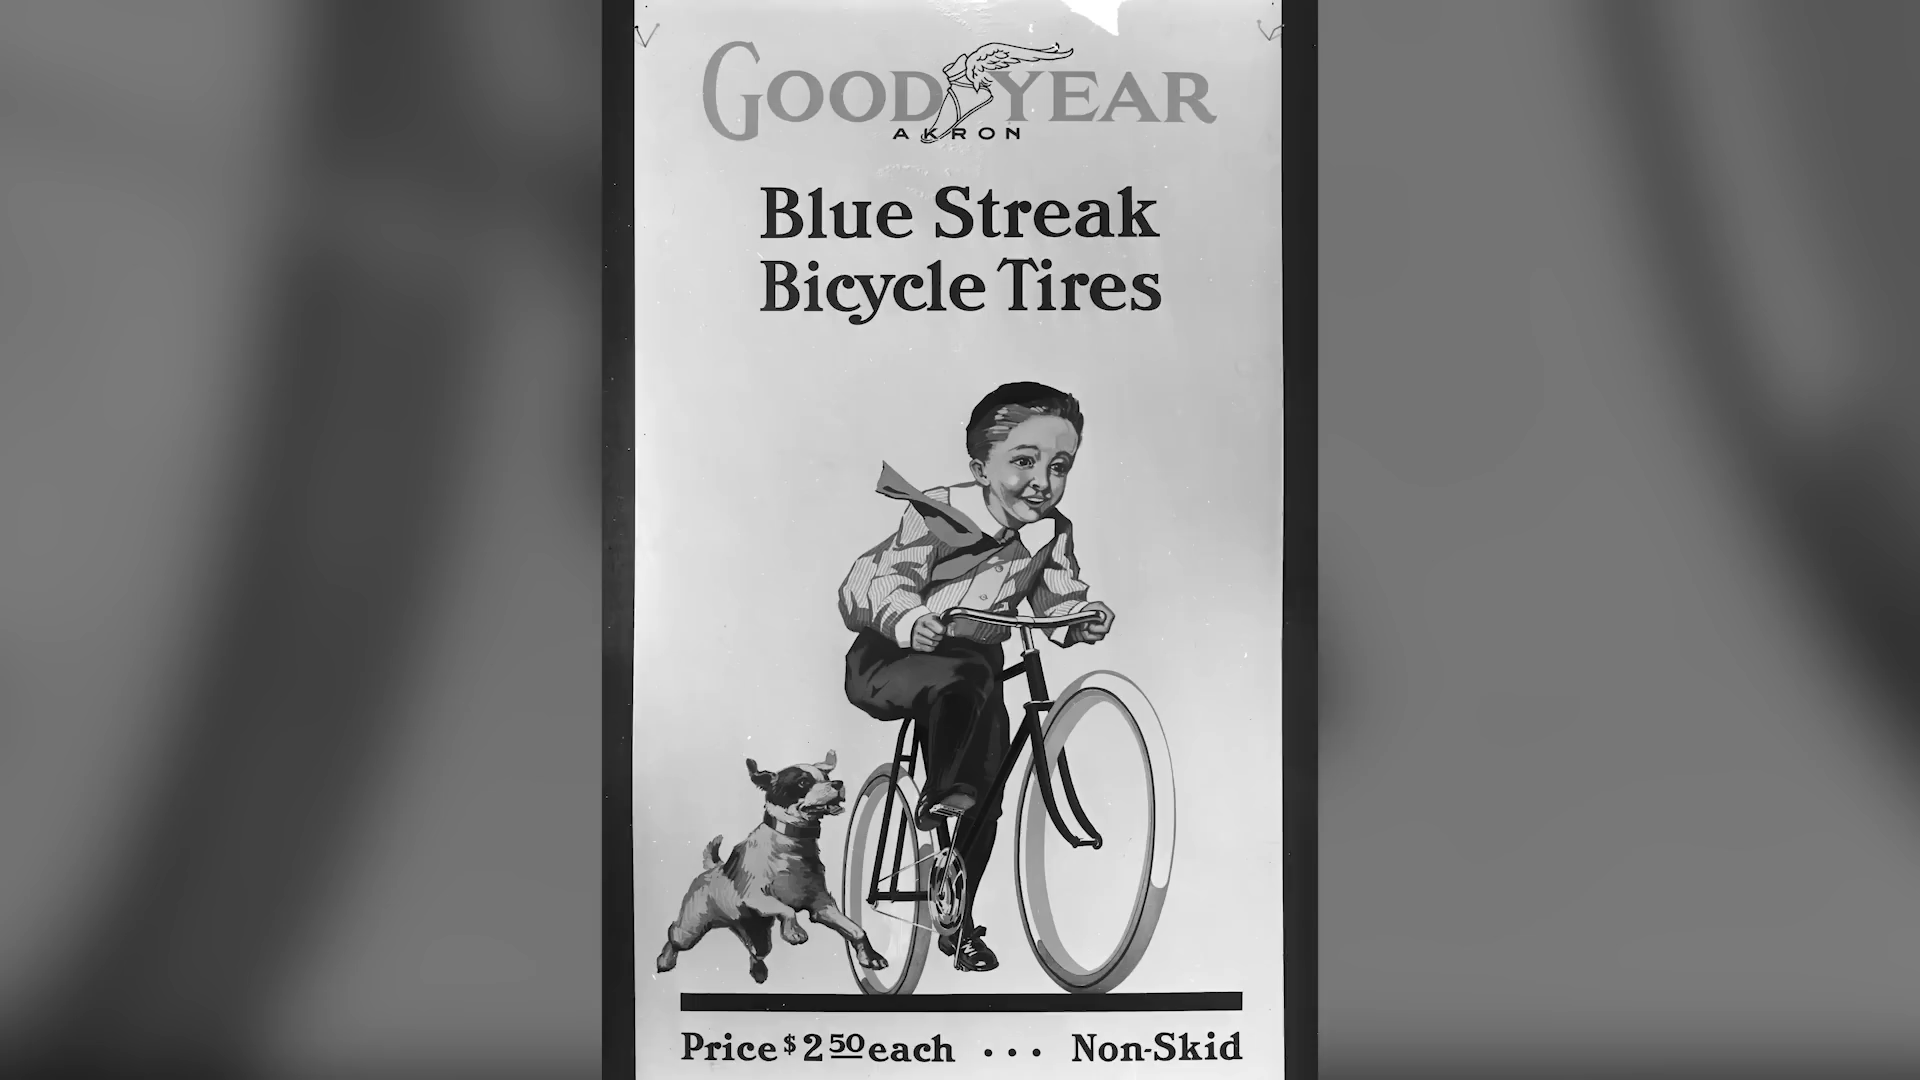 GOODYEAR
AKRON
Blue Streak
Bicycle Tires
Price $2 50 each ... Non-Skid